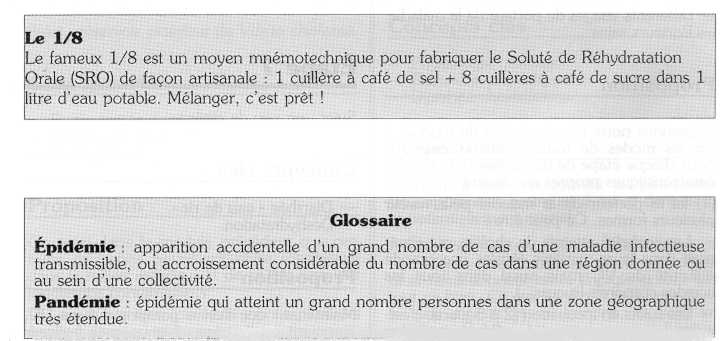 Le 1/8
Le fameux 1/8 est un moyen mnémotechnique pour fabriquer le Soluté de Réhydratation
Orale (SRO) de façon artisanale : 1 cuillère à café de sel + 8 cuillères à café de sucre dans 1
litre d'eau potable. Mélanger, c'est prêt !
Glossaire
Épidémie : apparition accidentelle d'un grand nombre de cas d'une maladie infectieuse
transmissible, ou accroissement considérable du nombre de cas dans une région donnée ou
au sein d'une collectivité.
Pandémie : épidémie qui atteint un grand nombre personnes dans une zone géographique
très étendue.